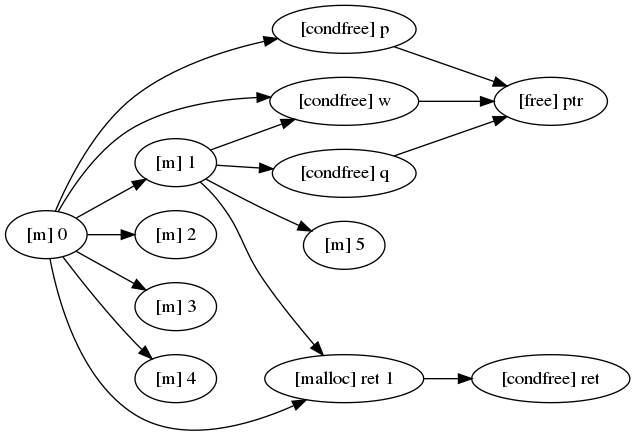 [condfree] p
[condfree] w
[free] ptr
[m] 1
[condfree] q
[m] 0
[m] 2
[m] 5
[m] 3
[m] 4
[malloc] ret 1
[condfree] ret